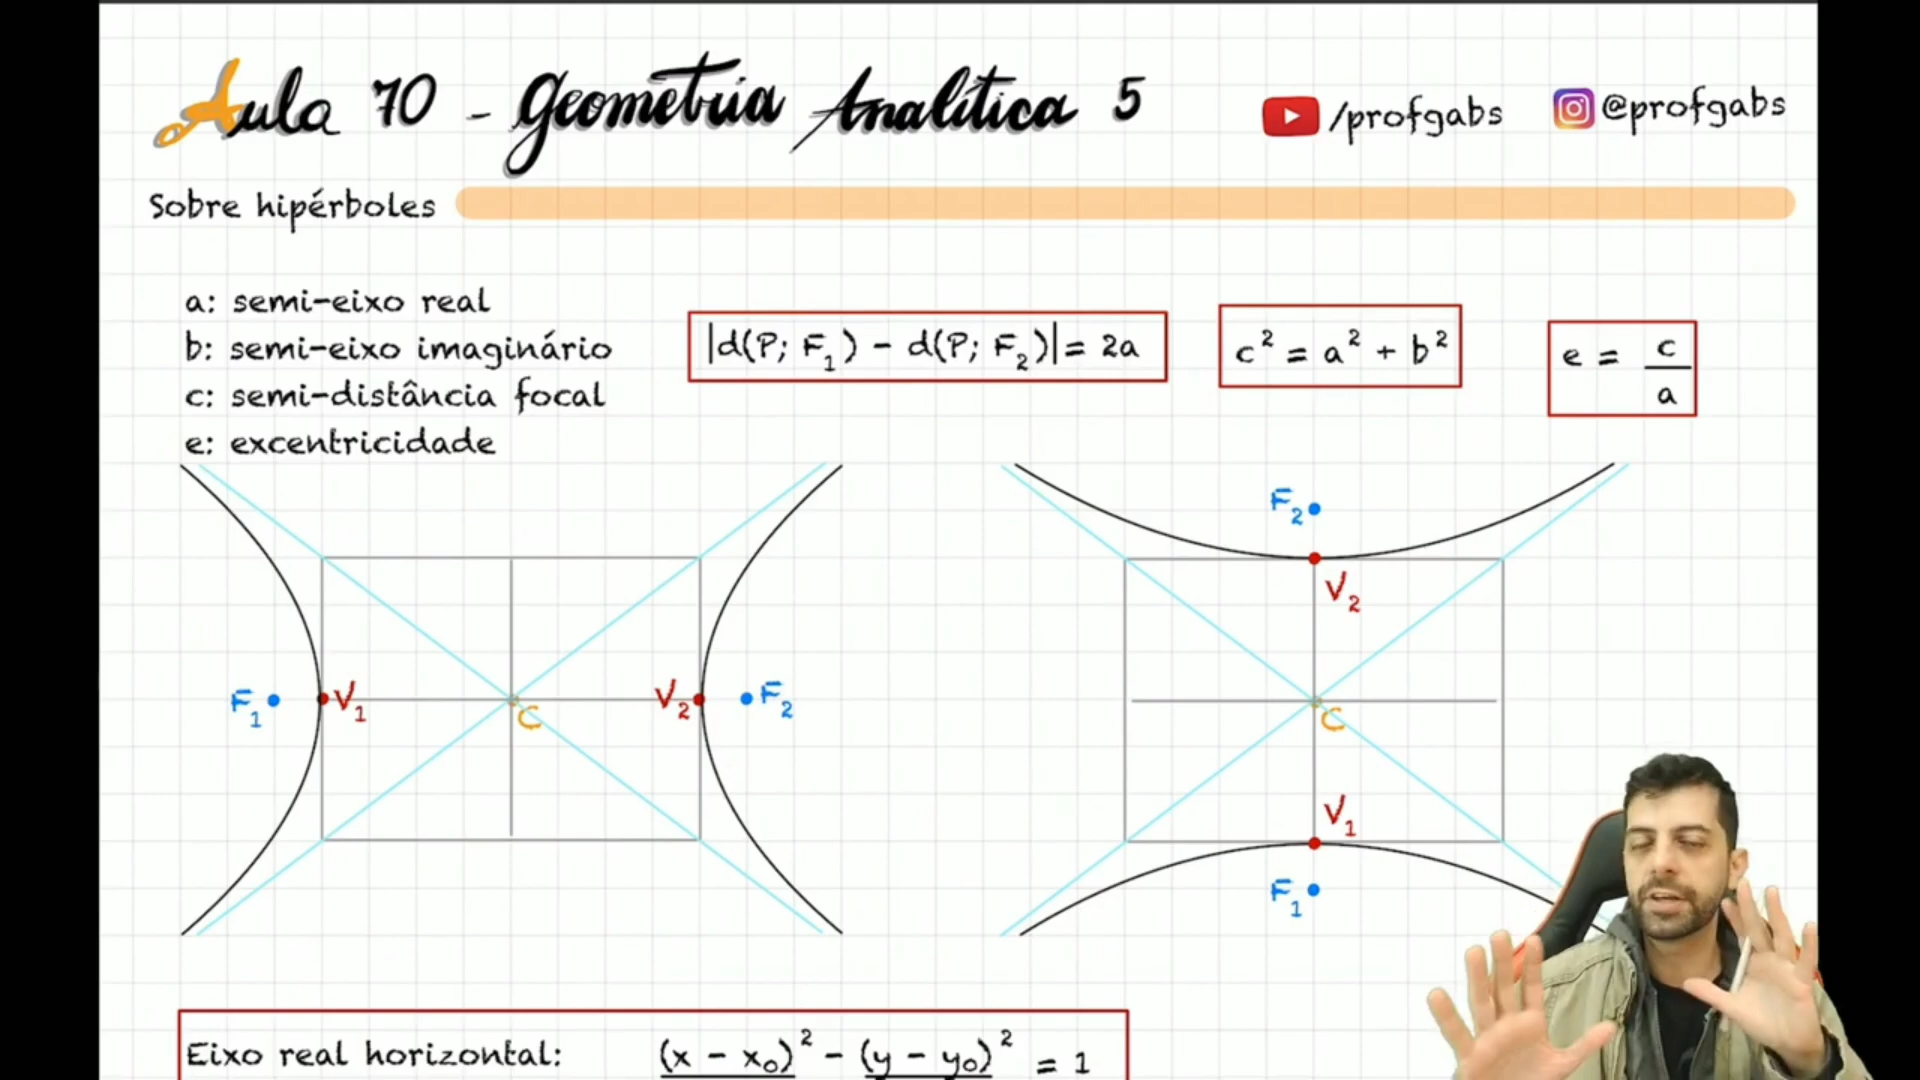 Aula 70 - Geometria Analítica 5
/profgabs
@profgabs
Sobre hipérboles
a: semi-eixo real
b: semi-eixo imaginário
c: semi-distância focal
e: excentricidade
|d(P; F₁) - d(P; F₂)| = 2a
c² = a² + b²
e = c/a
F₁
V₁
C
V₂
F₂
F₂
V₂
C
V₁
F₁
Eixo real horizontal: (x - x₀)² - (y - y₀)² = 1